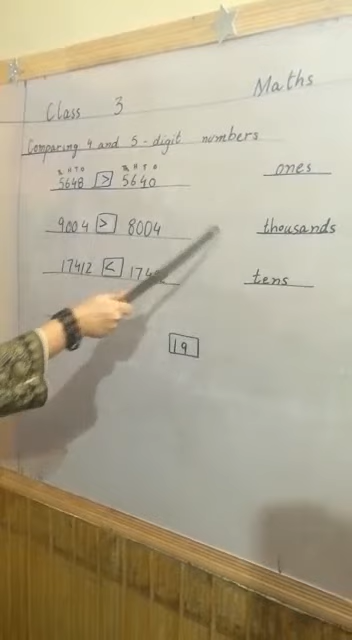 Maths
Class 3
Comparing 4 and 5-digit numbers
Th H T O Th H T O
5648 > 5640 ones
9004 > 8004 thousands
17412 < 174 tens
19